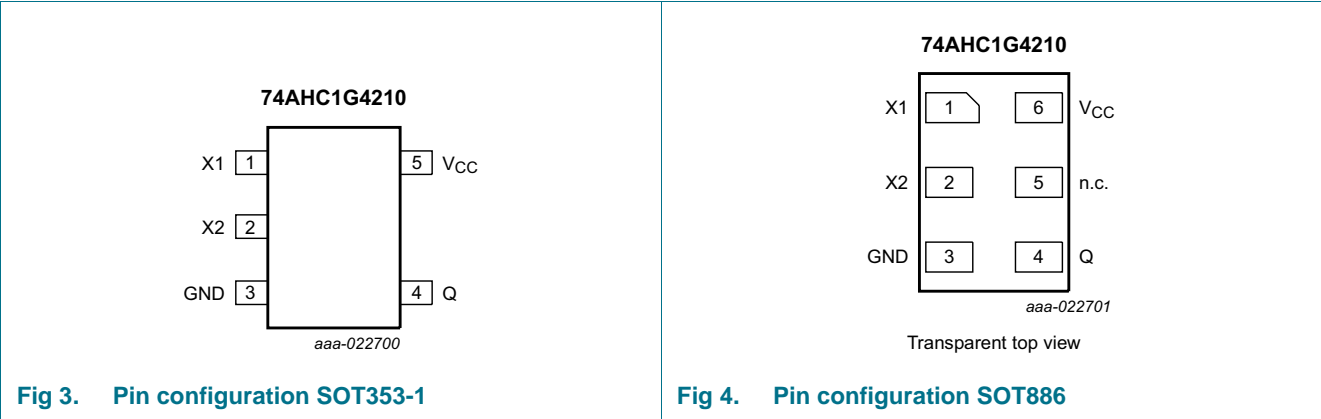 74AHC1G4210
X1 1 5 VCC
X2 2
GND 3 4 Q
aaa-022700
Fig 3. Pin configuration SOT353-1
74AHC1G4210
X1 1 6 VCC
X2 2 5 n.c.
GND 3 4 Q
aaa-022701
Transparent top view
Fig 4. Pin configuration SOT886